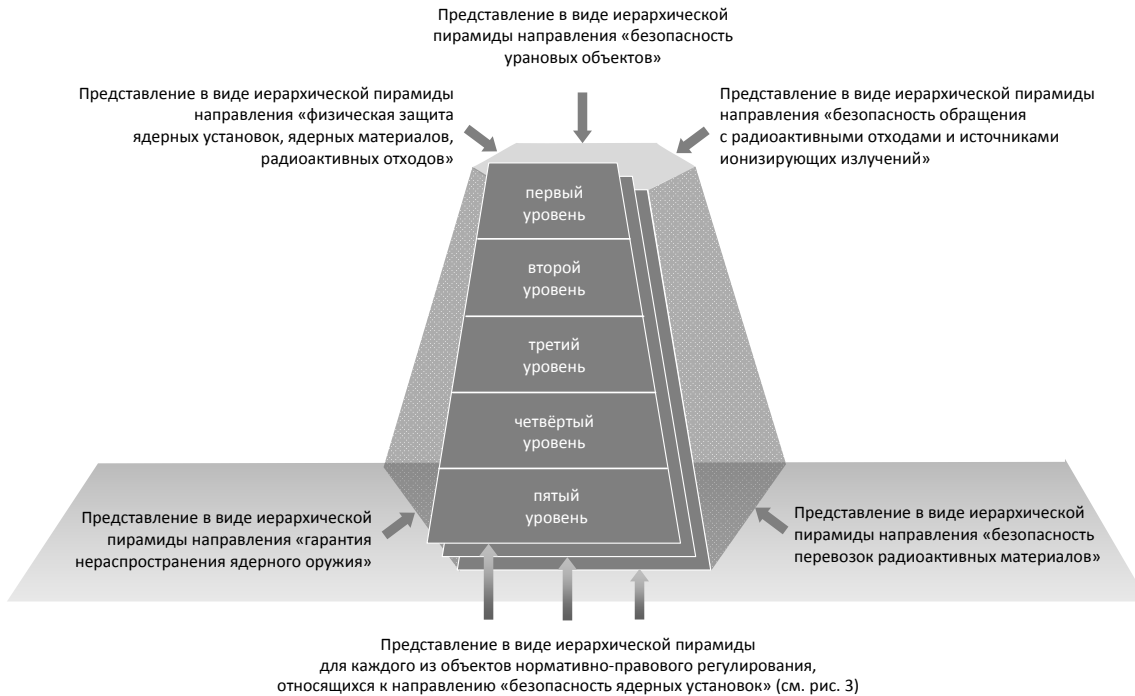 Представление в виде иерархической
пирамиды направления «безопасность
урановых объектов»
Представление в виде иерархической пирамиды
направления «физическая защита
ядерных установок, ядерных материалов,
радиоактивных отходов»
Представление в виде иерархической пирамиды
направления «безопасность обращения
с радиоактивными отходами и источниками
ионизирующих излучений»
первый
уровень
второй
уровень
третий
уровень
четвёртый
уровень
пятый
уровень
Представление в виде иерархической
пирамиды направления «гарантия
нераспространения ядерного оружия»
Представление в виде иерархической
пирамиды направления «безопасность
перевозок радиоактивных материалов»
Представление в виде иерархической пирамиды
для каждого из объектов нормативно-правового регулирования,
относящихся к направлению «безопасность ядерных установок» (см. рис. 3)